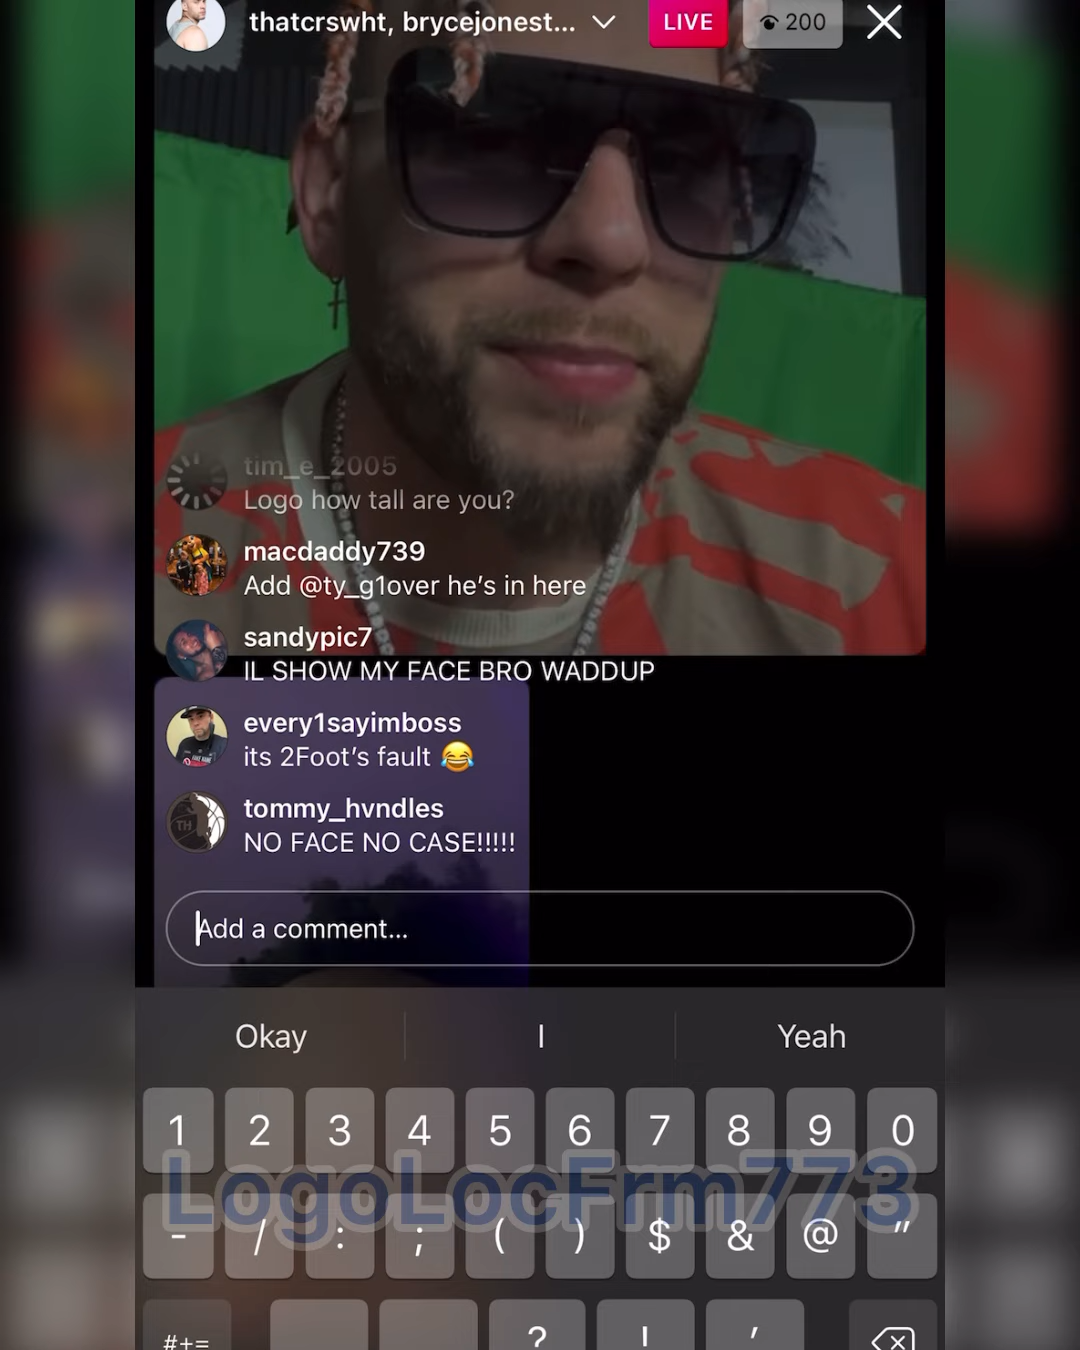 thatcrswht, brycejonest...
LIVE
200
tim_e_2005
Logo how tall are you?
macdaddy739
Add @ty_g1over he's in here
sandypic7
IL SHOW MY FACE BRO WADDUP
every1sayimboss
its 2Foot's fault 😂
tommy_hvndles
TH
NO FACE NO CASE!!!!!
Add a comment...
Okay
I
Yeah
1 2 3 4 5 6 7 8 9 0
LogoLocFrm773
- / : ; ( ) $ & @ "
#+= ? ! '